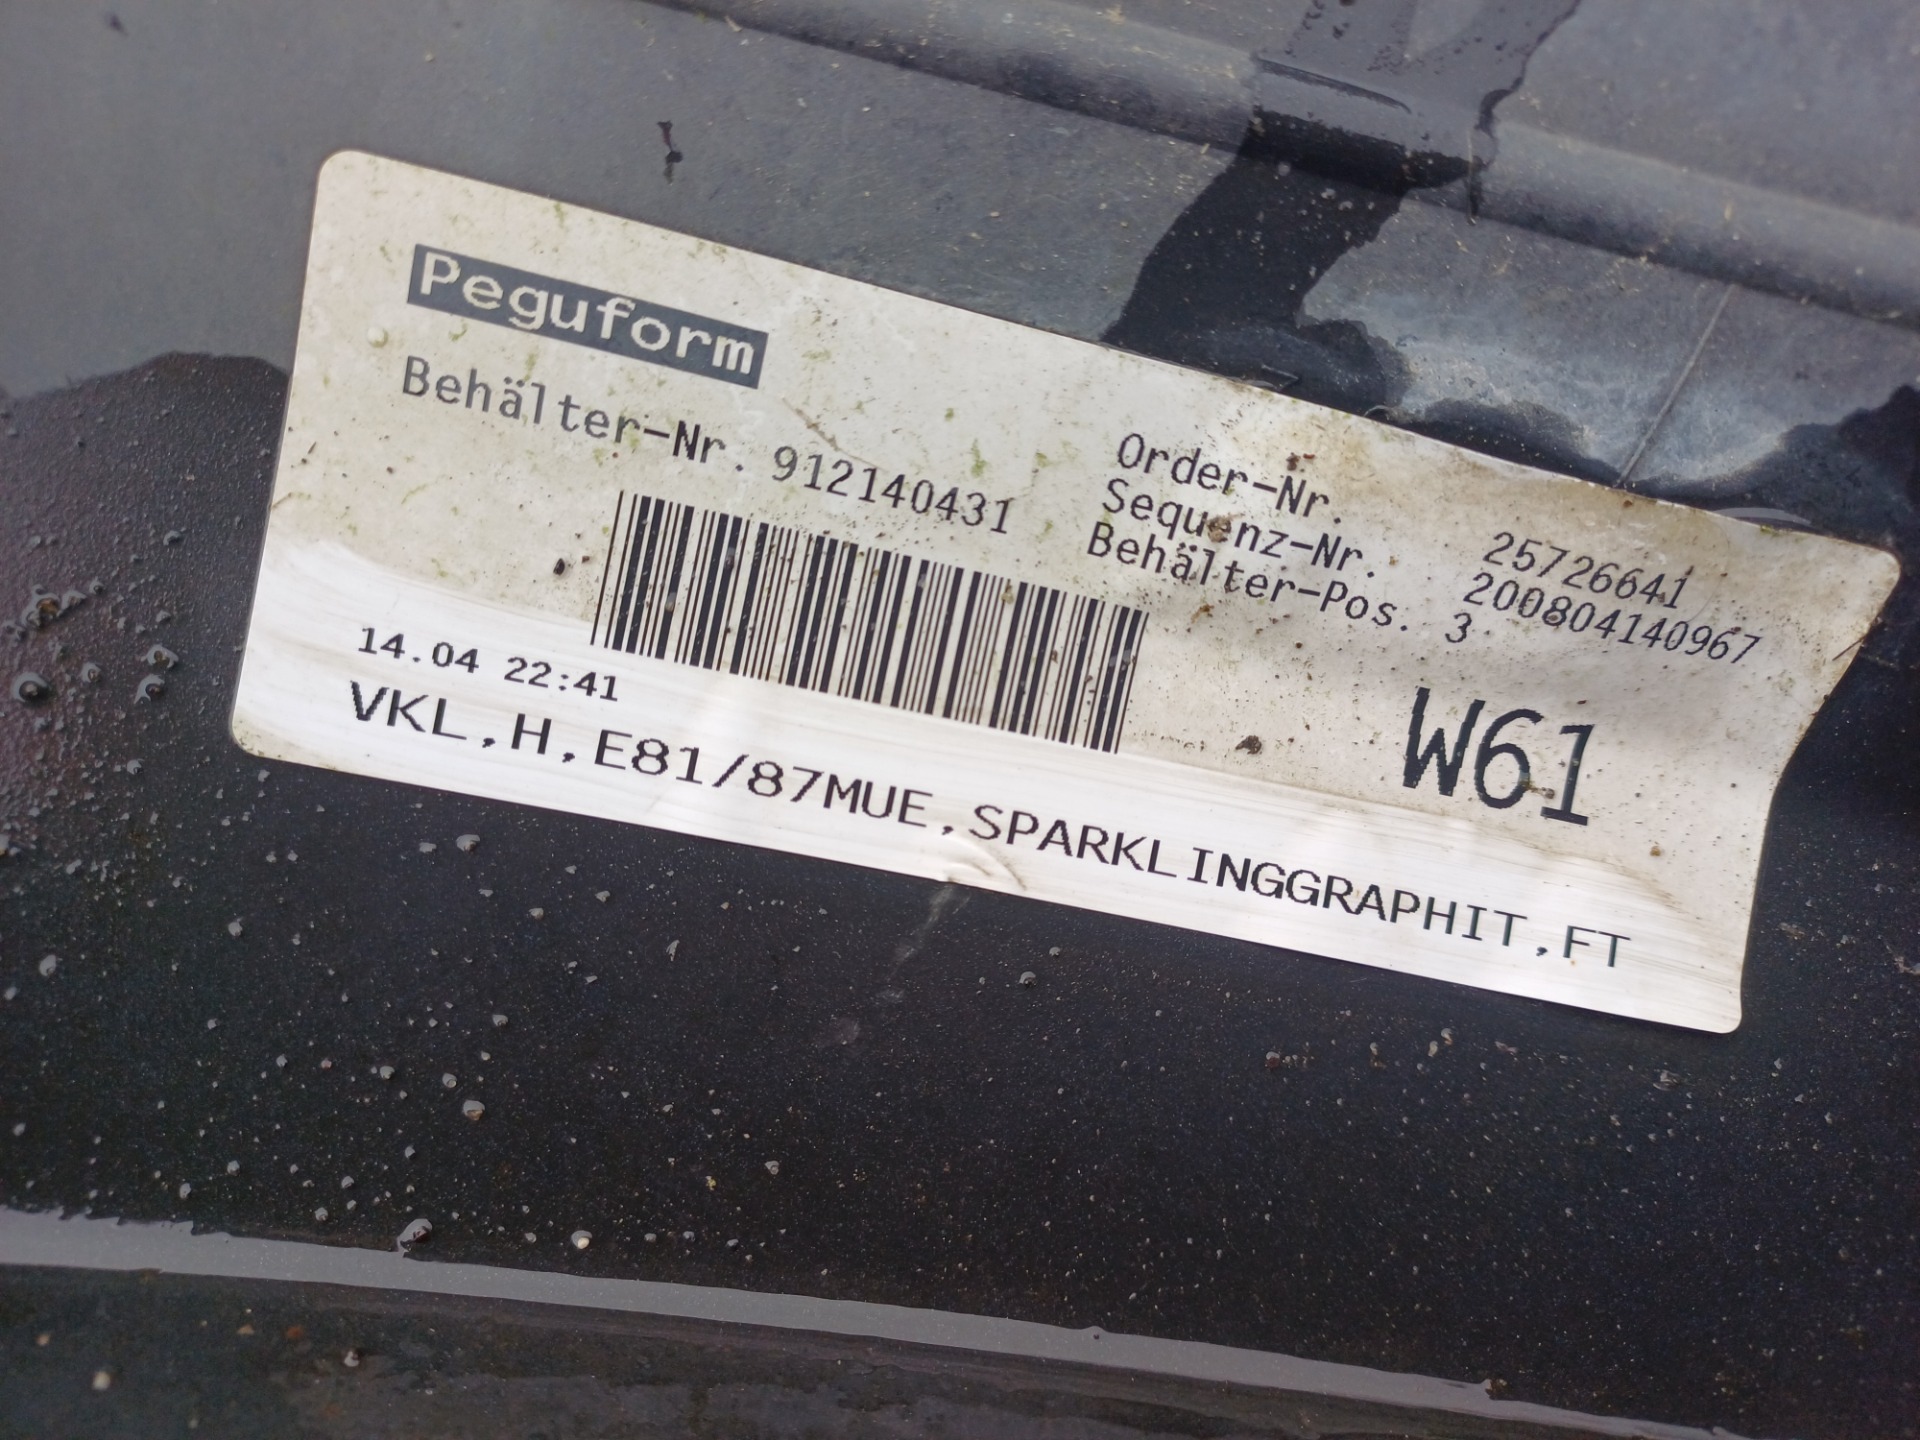 Peguform
Behälter-Nr. 912140431
Order-Nr. 25726641
Sequenz-Nr. 200804140967
Behälter-Pos. 3
14.04 22:41
W61
VKL,H,E81/87MUE,SPARKLINGGRAPHIT,FT